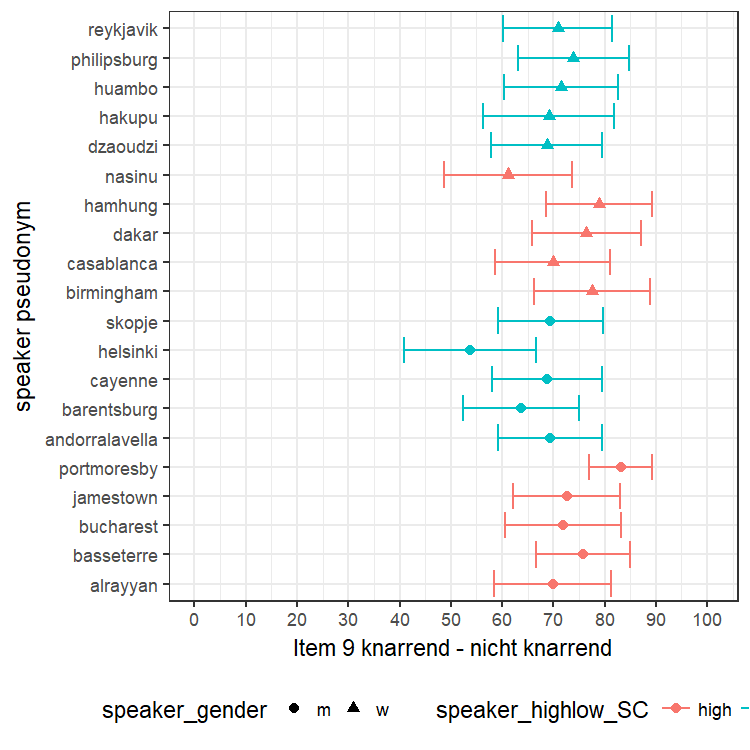 reykjavik
philipsburg
huambo
hakupu
dzaoudzi
nasinu
hamhung
dakar
casablanca
birmingham
skopje
helsinki
cayenne
barentsburg
andorralavella
portmoresby
jamestown
bucharest
basseterre
alrayyan
speaker pseudonym
0 10 20 30 40 50 60 70 80 90 100
Item 9 knarrend - nicht knarrend
speaker_gender m w speaker_highlow_SC high